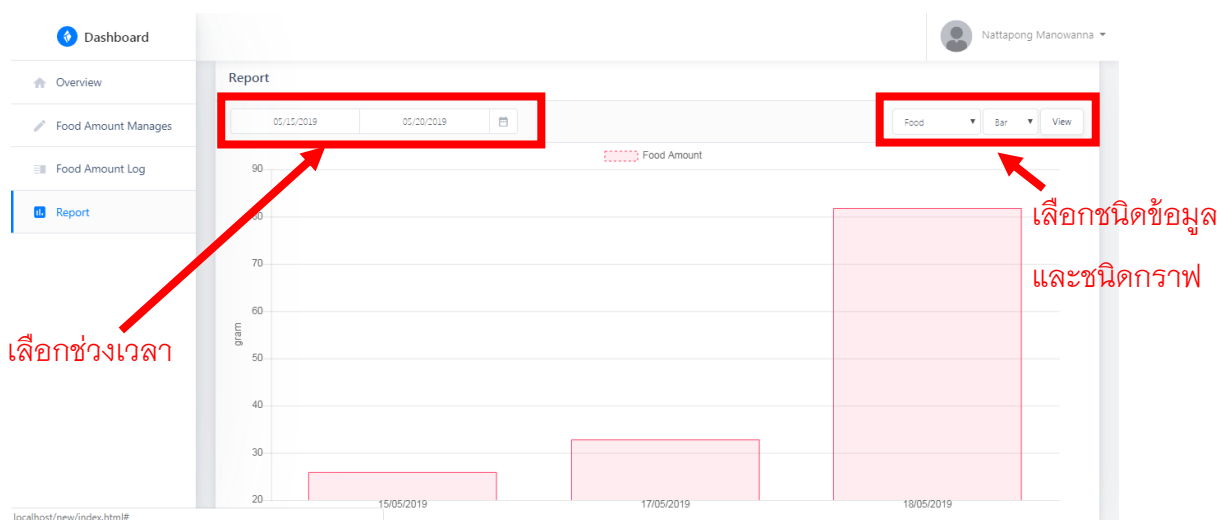 Dashboard
Nattapong Manowanna
Overview
Food Amount Manages
Food Amount Log
Report
Report
05/15/2019 05/20/2019
Food Bar View
Food Amount
90
80
70
60
50
40
30
20
gram
15/05/2019 17/05/2019 18/05/2019
เลือกช่วงเวลา
เลือกชนิดข้อมูล
และชนิดกราฟ
localhost/new/index.html#